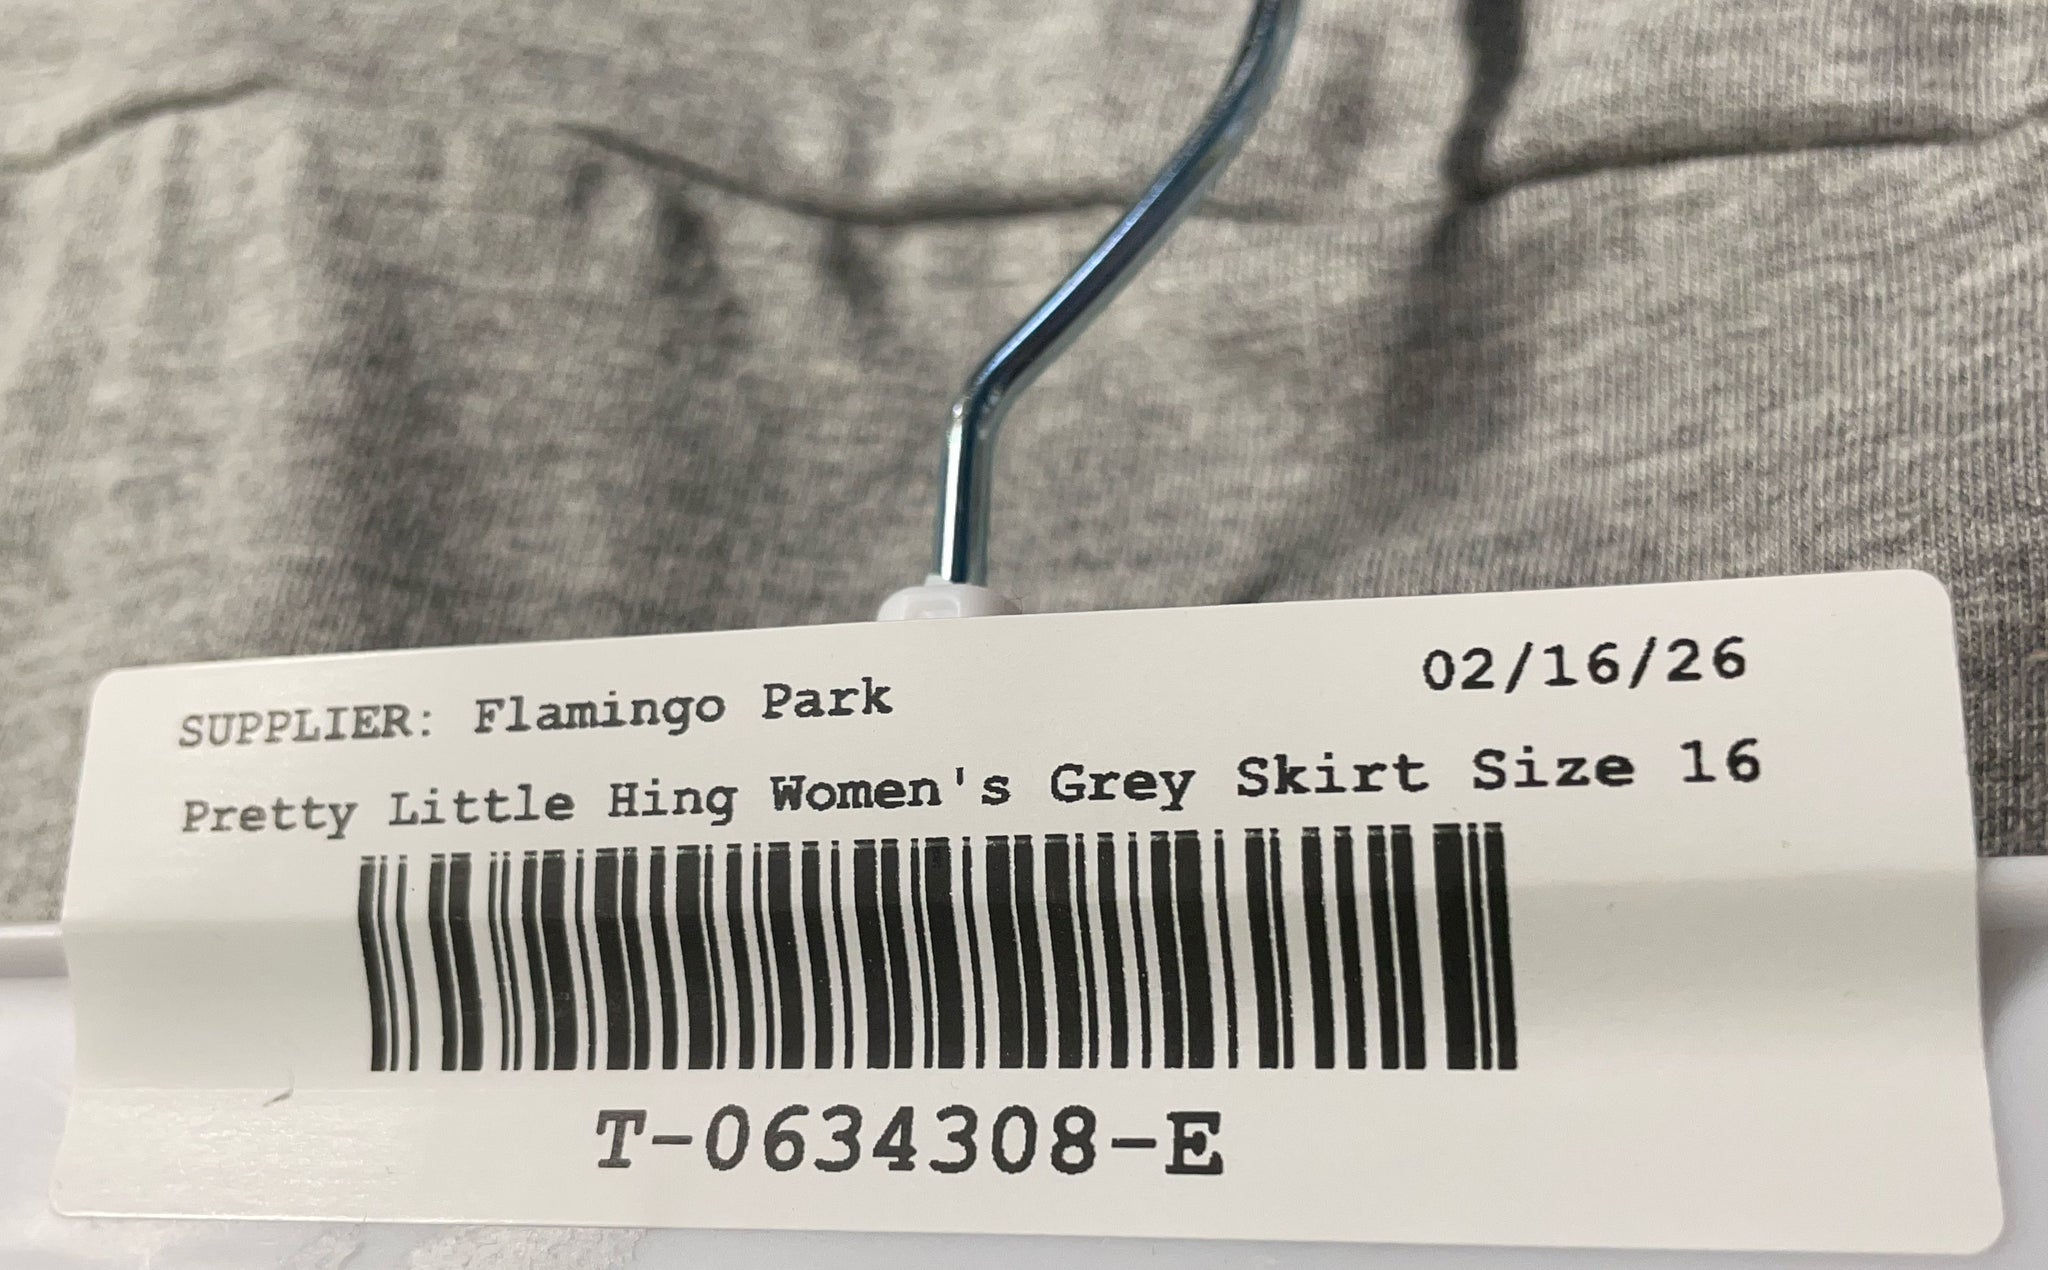 SUPPLIER: Flamingo Park
02/16/26
Pretty Little Hing Women's Grey Skirt Size 16
T-0634308-E